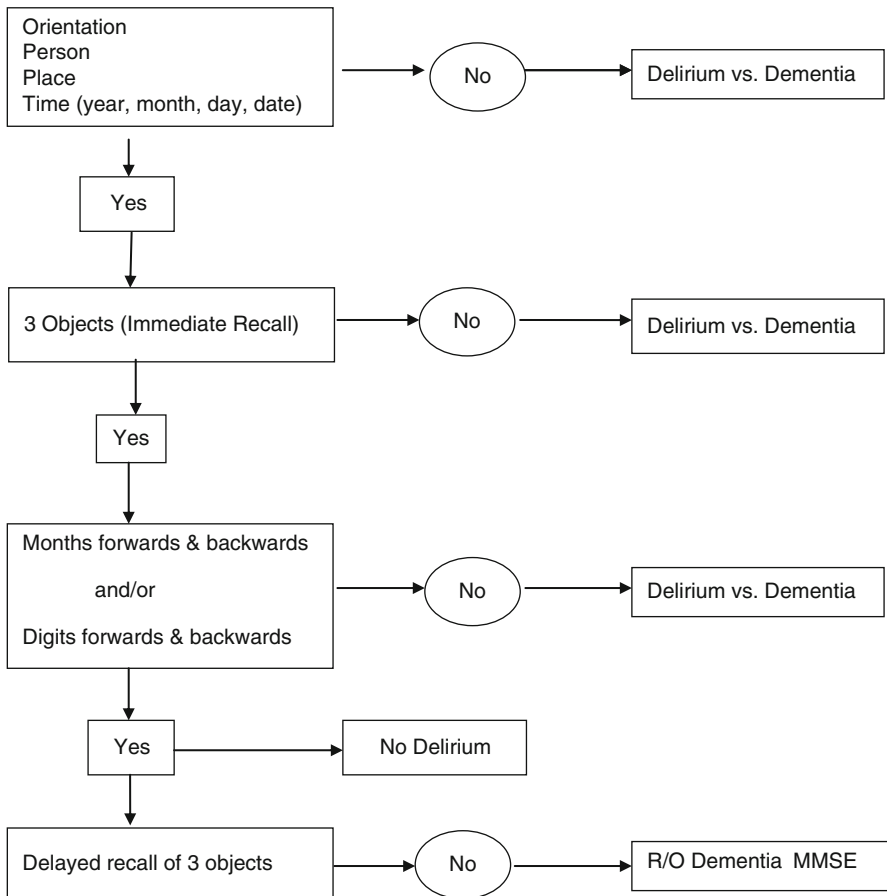 Orientation
Person
Place
Time (year, month, day, date)
No
Delirium vs. Dementia
Yes
3 Objects (Immediate Recall)
No
Delirium vs. Dementia
Yes
Months forwards & backwards
and/or
Digits forwards & backwards
No
Delirium vs. Dementia
Yes
No Delirium
Delayed recall of 3 objects
No
R/O Dementia MMSE